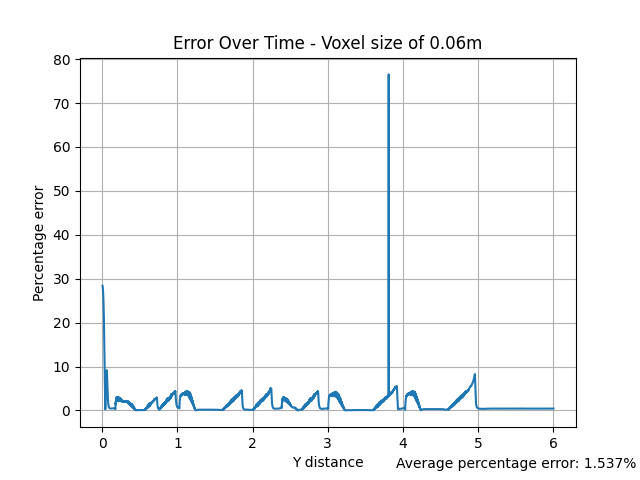 Error Over Time - Voxel size of 0.06m
80
70
60
50
40
30
20
10
0
Percentage error
0 1 2 3 4 5 6
Y distance
Average percentage error: 1.537%